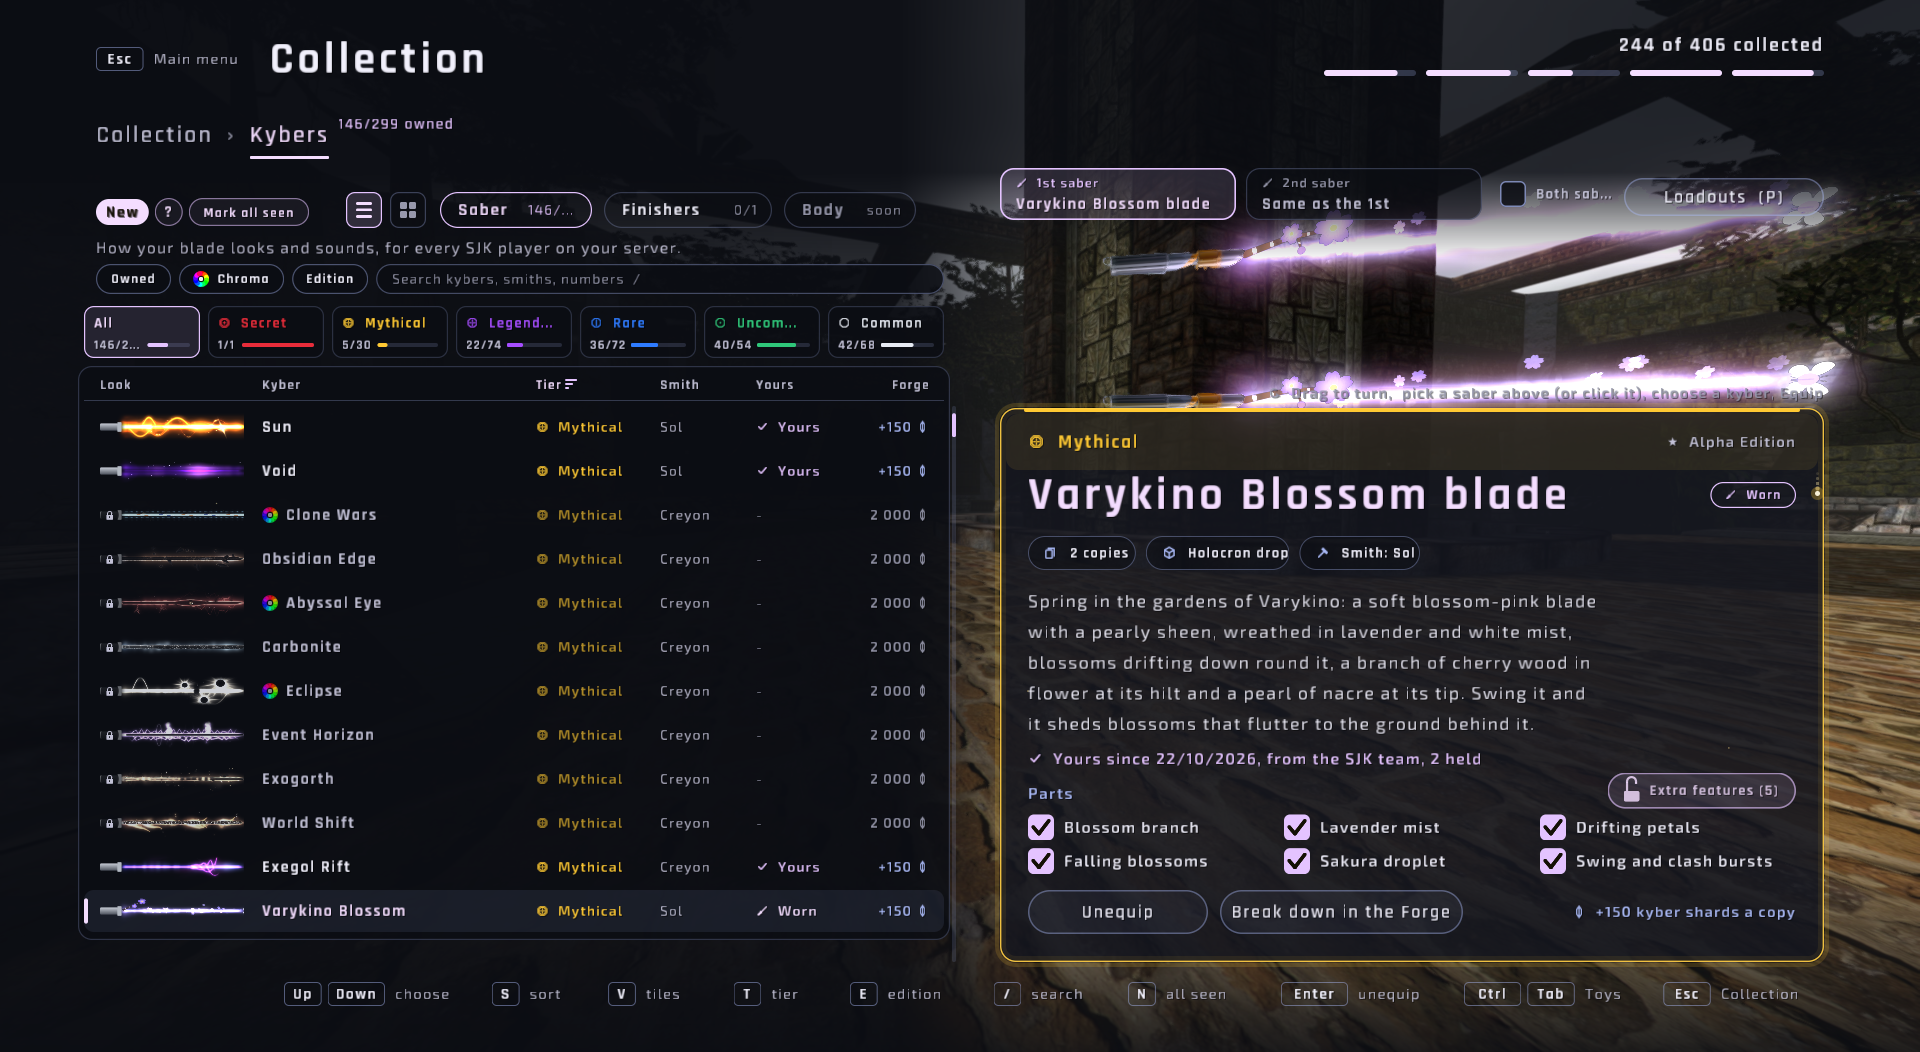 Esc Main menu Collection
244 of 406 collected
Collection › Kybers 146/299 owned
New ? Mark all seen
Saber 146/...
Finishers 0/1
Body soon
How your blade looks and sounds, for every SJK player on your server.
Owned Chroma Edition Search kybers, smiths, numbers /
All
146/2...
Secret
1/1
Mythical
5/30
Legend...
22/74
Rare
36/72
Uncom...
40/54
Common
42/68
Look Kyber Tier Smith Yours Forge
Sun Mythical Sol Yours +150
Void Mythical Sol Yours +150
Clone Wars Mythical Creyon - 2 000
Obsidian Edge Mythical Creyon - 2 000
Abyssal Eye Mythical Creyon - 2 000
Carbonite Mythical Creyon - 2 000
Eclipse Mythical Creyon - 2 000
Event Horizon Mythical Creyon - 2 000
Exogorth Mythical Creyon - 2 000
World Shift Mythical Creyon - 2 000
Exegol Rift Mythical Creyon Yours +150
Varykino Blossom Mythical Sol Worn +150
1st saber
Varykino Blossom blade
2nd saber
Same as the 1st
Both sab...
Loadouts (P)
Drag to turn, pick a saber above (or click it), choose a kyber, Equip
Mythical
Alpha Edition
Varykino Blossom blade
Worn
2 copies
Holocron drop
Smith: Sol
Spring in the gardens of Varykino: a soft blossom-pink blade
with a pearly sheen, wreathed in lavender and white mist,
blossoms drifting down round it, a branch of cherry wood in
flower at its hilt and a pearl of nacre at its tip. Swing it and
it sheds blossoms that flutter to the ground behind it.
Yours since 22/10/2026, from the SJK team, 2 held
Parts
Extra features (5)
Blossom branch Lavender mist Drifting petals
Falling blossoms Sakura droplet Swing and clash bursts
Unequip
Break down in the Forge
+150 kyber shards a copy
Up Down choose S sort V tiles T tier E edition / search N all seen Enter unequip Ctrl Tab Toys Esc Collection